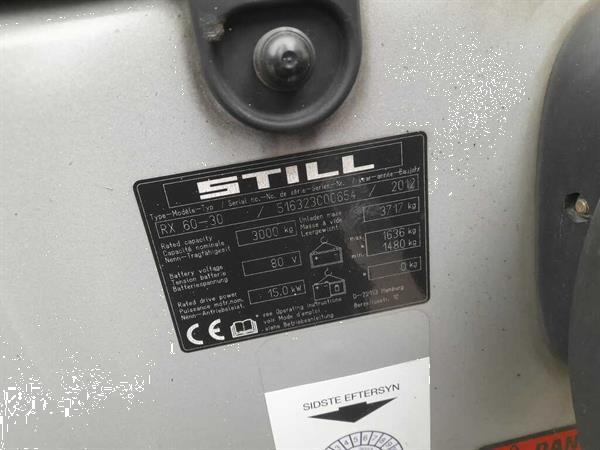 STILL
Type-Modèle-Typ / Serial no.-No. de série-Serien-Nr. / year-année-Baujahr
RX 60-30 / 516323C00654 / 2012
Rated capacity
Capacité nominale
Nenn-Tragfähigkeit
3000 kg
Unladen mass
Masse à vide
Leergewicht
3717 kg
Battery voltage
Tension batterie
Batteriespannung
80 V
max. 1636 kg
min. 1480 kg
Rated drive power
Puissance motr.nom.
Nenn-Antriebsleist.
15.0 kW
* 0 kg
* see Operating instructions
voir Mode d'emploi
siehe Betriebsanleitung
D-22113 Hamburg
Berzeliusstr. 10
CE
SIDSTE EFTERSYN